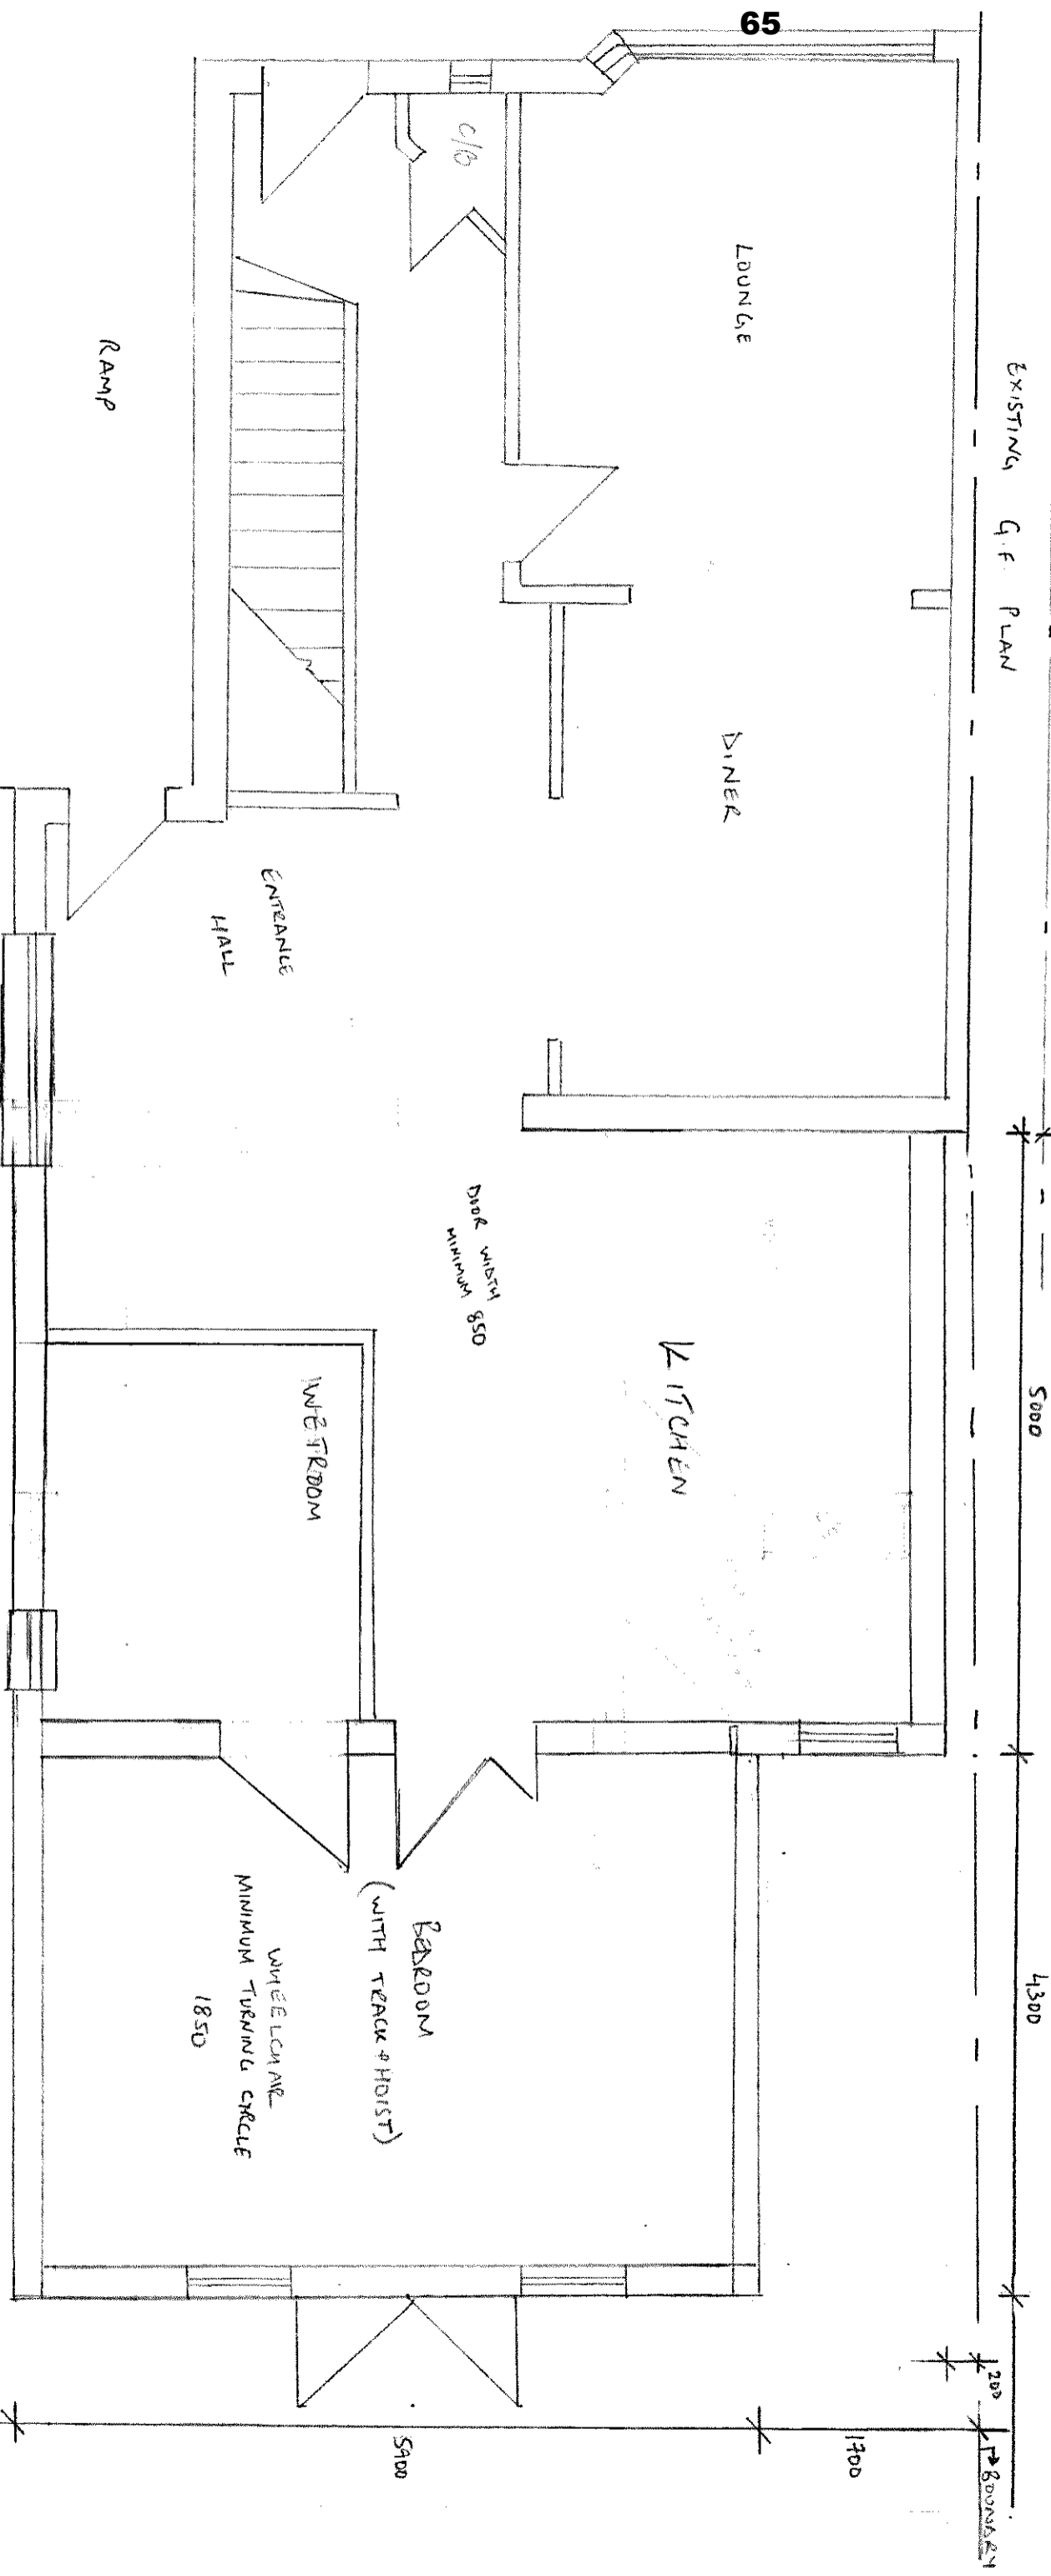 65
EXISTING G.F. PLAN
LOUNGE
C/B
RAMP
DINER
ENTRANCE
HALL
5000
DOOR WIDTH
MINIMUM 850
KITCHEN
WETROOM
4300
BEDROOM
(WITH TRACK & HOIST)
WHEELCHAIR
MINIMUM TURNING CIRCLE
1850
200
BOUNDARY
1700
5900